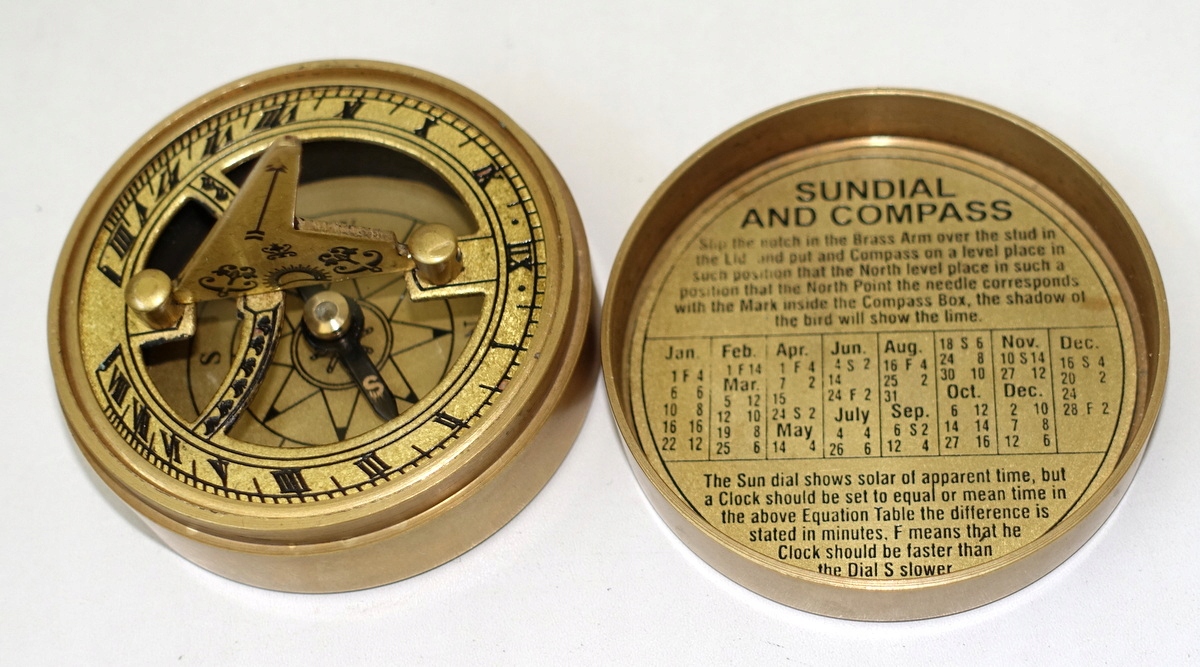 SUNDIAL
AND COMPASS
Slip the notch in the Brass Arm over the stud in
the Lid and put and Compass on a level place in
such position that the North level place in such a
position that the North Point the needle corresponds
with the Mark inside the Compass Box, the shadow of
the bird will show the lime.
Jan.
1 F 4
6 6
10 8
16 16
22 12
Feb.
1 F 14
Mar.
5 12
12 10
19 8
25 6
Apr.
1 F 4
7 2
15
24 S 2
May
14 4
Jun.
4 S 2
14
24 F 2
July
4 4
26 6
Aug.
16 F 4
25 2
31
Sep.
6 S 2
12 4
18 S 6
24 8
30 10
Oct.
6 12
14 14
27 16
Nov.
10 S 14
27 12
Dec.
2 10
7 8
12 6
Dec.
16 S 4
20 2
24
28 F 2
The Sun dial shows solar of apparent time, but
a Clock should be set to equal or mean time in
the above Equation Table the difference is
stated in minutes. F means that he
Clock should be faster than
the Dial S slower
S
S
IX
X
III
II